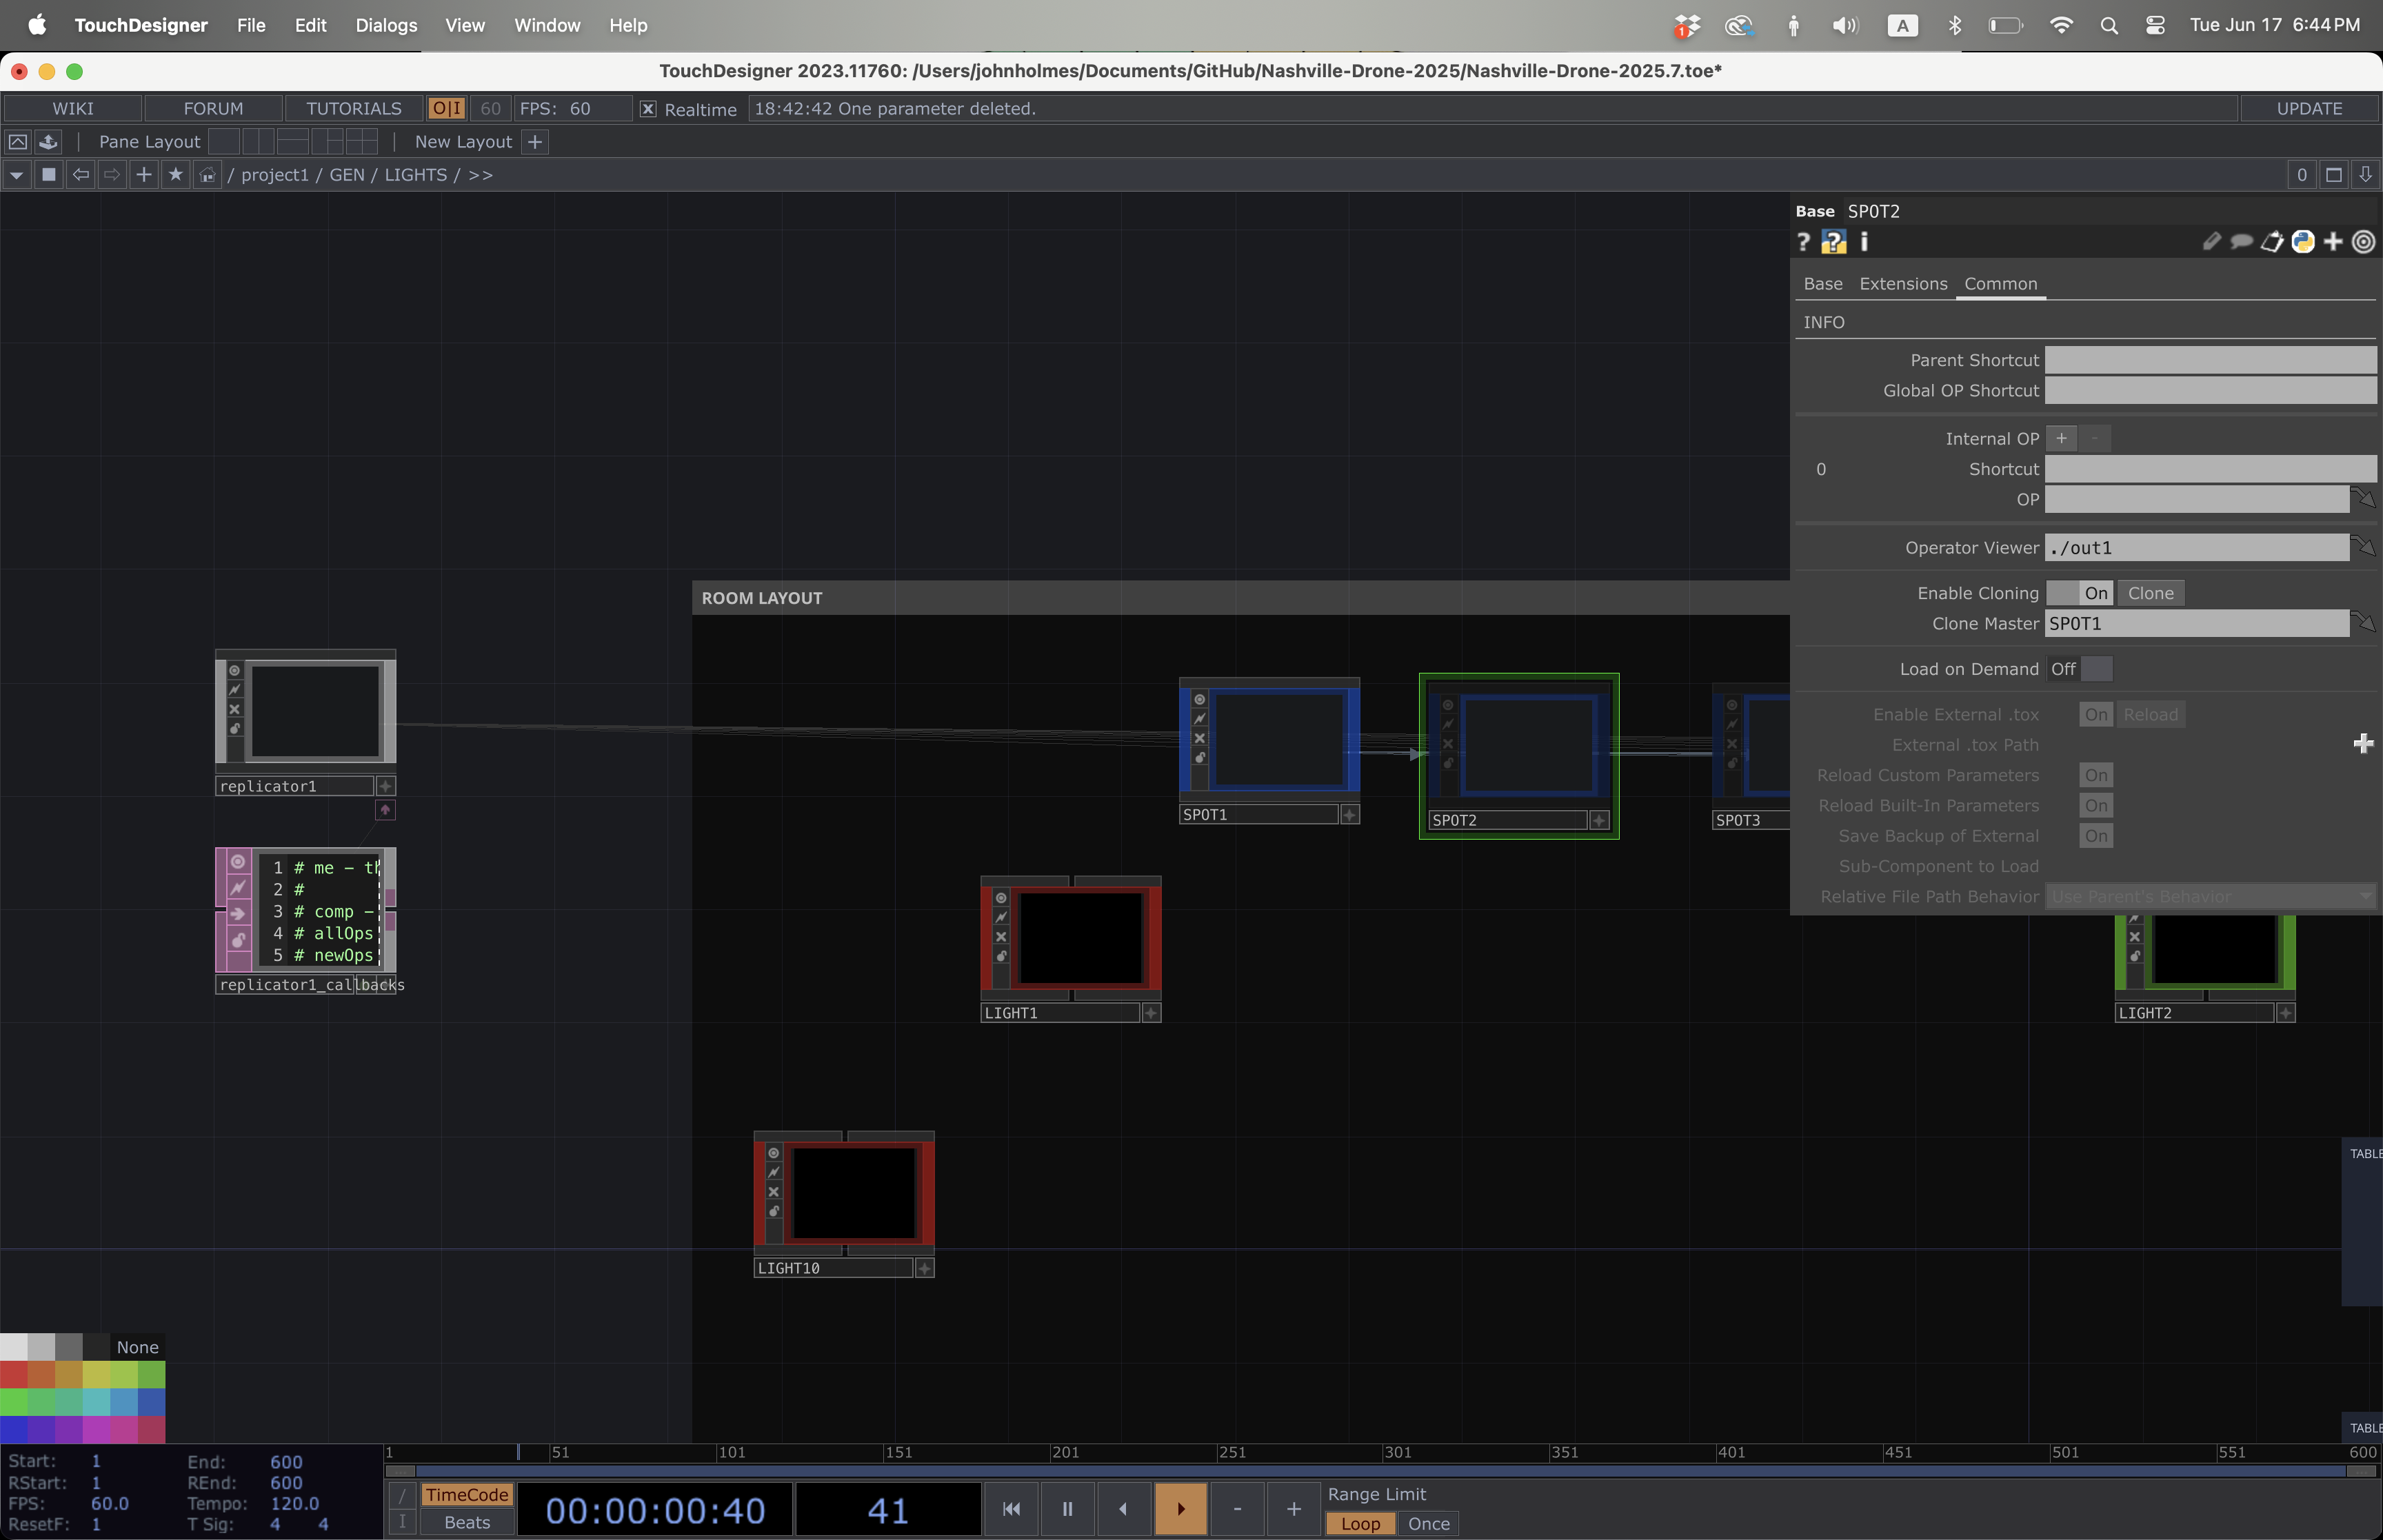 TouchDesigner File Edit Dialogs View Window Help
1 A Tue Jun 17 6:44 PM
TouchDesigner 2023.11760: /Users/johnholmes/Documents/GitHub/Nashville-Drone-2025/Nashville-Drone-2025.7.toe*
WIKI FORUM TUTORIALS O|I 60 FPS: 60 X Realtime 18:42:42 One parameter deleted. UPDATE
Pane Layout New Layout +
/ project1 / GEN / LIGHTS / >> 0
Base SPOT2
? ? i
Base Extensions Common
INFO
Parent Shortcut
Global OP Shortcut
Internal OP + -
0 Shortcut
OP
Operator Viewer ./out1
Enable Cloning On Clone
Clone Master SPOT1
Load on Demand Off
Enable External .tox On Reload
External .tox Path
Reload Custom Parameters On
Reload Built-In Parameters On
Save Backup of External On
Sub-Component to Load
Relative File Path Behavior Use Parent's Behavior
ROOM LAYOUT
replicator1
SPOT1
SPOT2
SPOT3
1 # me - th
2 #
3 # comp -
4 # allOps
5 # newOps
replicator1_callbacks
LIGHT1
LIGHT2
LIGHT10
TABLE
TABLE
None
1 51 101 151 201 251 301 351 401 451 501 551 600
Start: 1 End: 600
RStart: 1 REnd: 600
FPS: 60.0 Tempo: 120.0
ResetF: 1 T Sig: 4 4
/ TimeCode
I Beats
00:00:00:40 41
- +
Range Limit
Loop Once